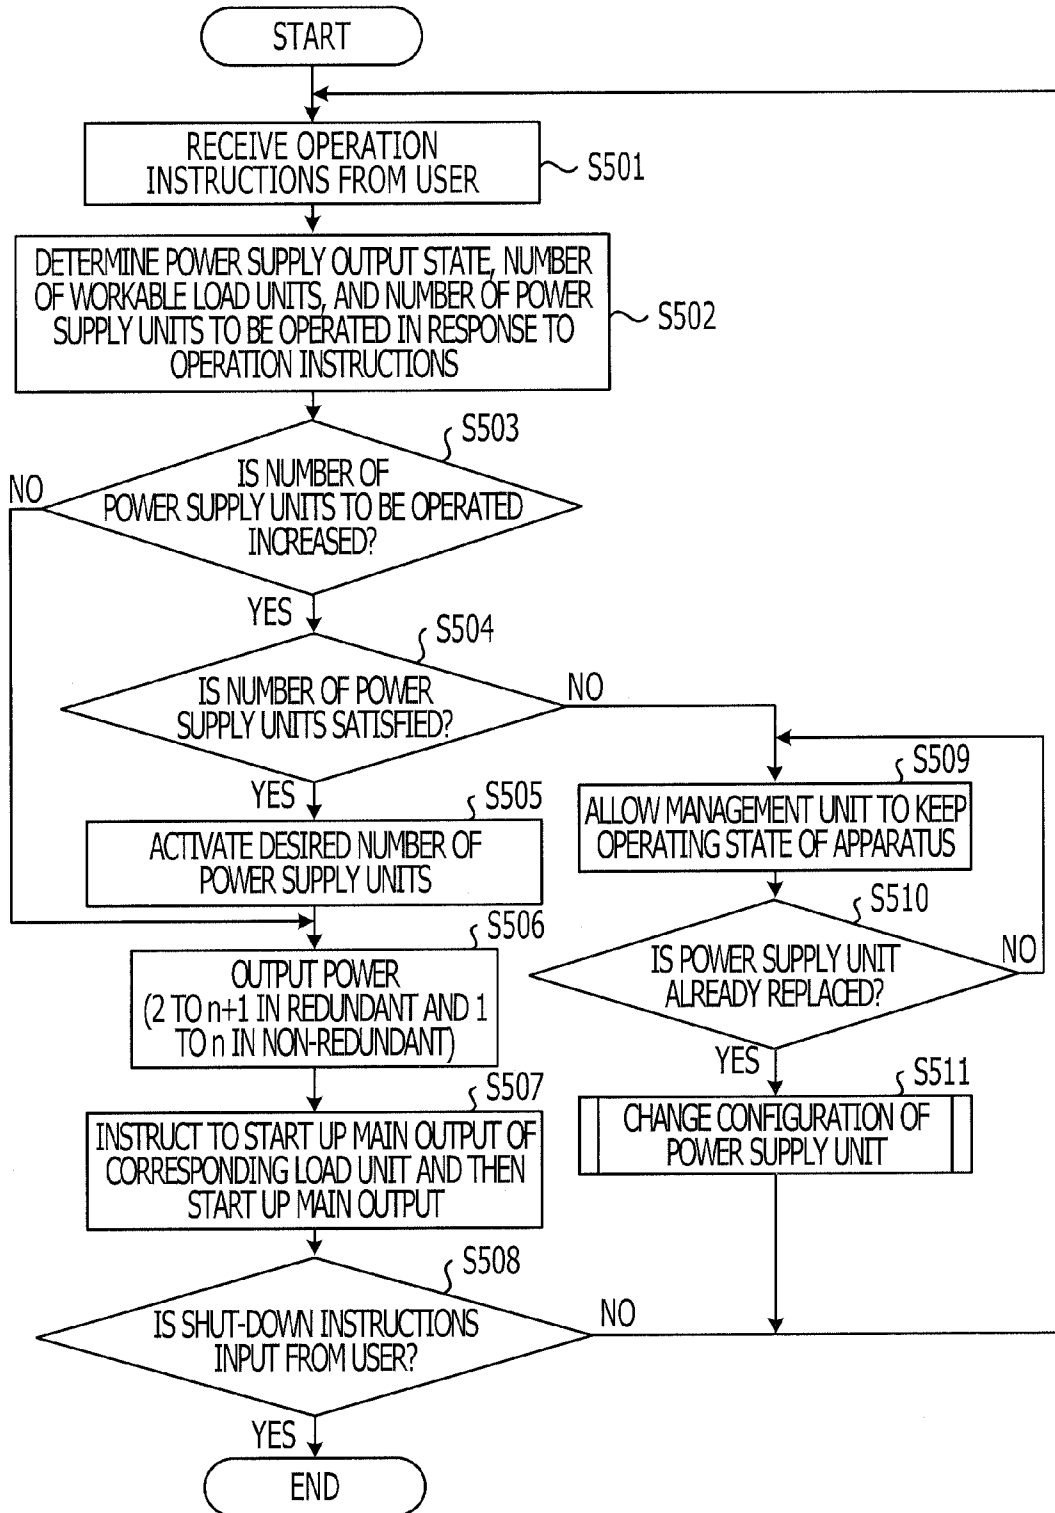 START
RECEIVE OPERATION
INSTRUCTIONS FROM USER
S501
DETERMINE POWER SUPPLY OUTPUT STATE, NUMBER
OF WORKABLE LOAD UNITS, AND NUMBER OF POWER
SUPPLY UNITS TO BE OPERATED IN RESPONSE TO
OPERATION INSTRUCTIONS
S502
S503
IS NUMBER OF
POWER SUPPLY UNITS TO BE OPERATED
INCREASED?
NO
YES
S504
IS NUMBER OF POWER
SUPPLY UNITS SATISFIED?
NO
YES
S505
ACTIVATE DESIRED NUMBER OF
POWER SUPPLY UNITS
S506
OUTPUT POWER
(2 TO n+1 IN REDUNDANT AND 1
TO n IN NON-REDUNDANT)
S507
INSTRUCT TO START UP MAIN OUTPUT OF
CORRESPONDING LOAD UNIT AND THEN
START UP MAIN OUTPUT
S508
IS SHUT-DOWN INSTRUCTIONS
INPUT FROM USER?
NO
YES
END
S509
ALLOW MANAGEMENT UNIT TO KEEP
OPERATING STATE OF APPARATUS
S510
IS POWER SUPPLY UNIT
ALREADY REPLACED?
NO
YES
S511
CHANGE CONFIGURATION OF
POWER SUPPLY UNIT